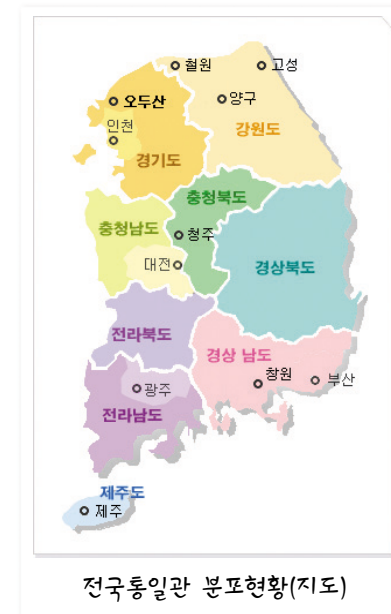 철원
고성
오두산
양구
인천
강원도
경기도
충청북도
충청남도
청주
대전
경상북도
전라북도
경상 남도
창원
부산
광주
전라남도
제주도
제주
전국통일관 분포현황(지도)